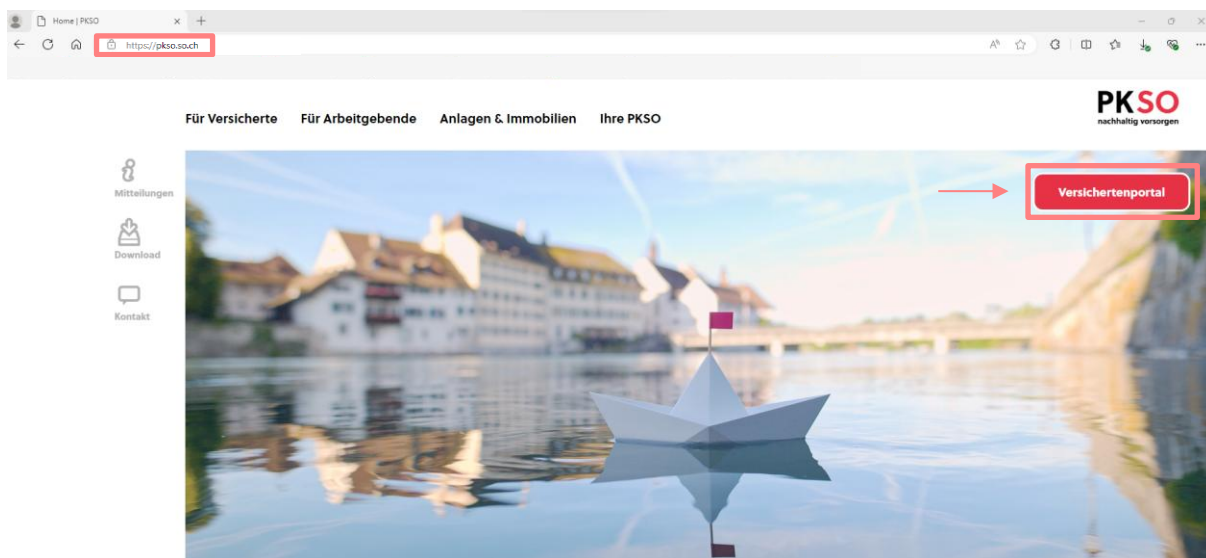 Home | PKSO
https://pkso.so.ch
Für Versicherte Für Arbeitgebende Anlagen & Immobilien Ihre PKSO
PKSO
nachhaltig vorsorgen
Mitteilungen
Versichertenportal
Download
Kontakt